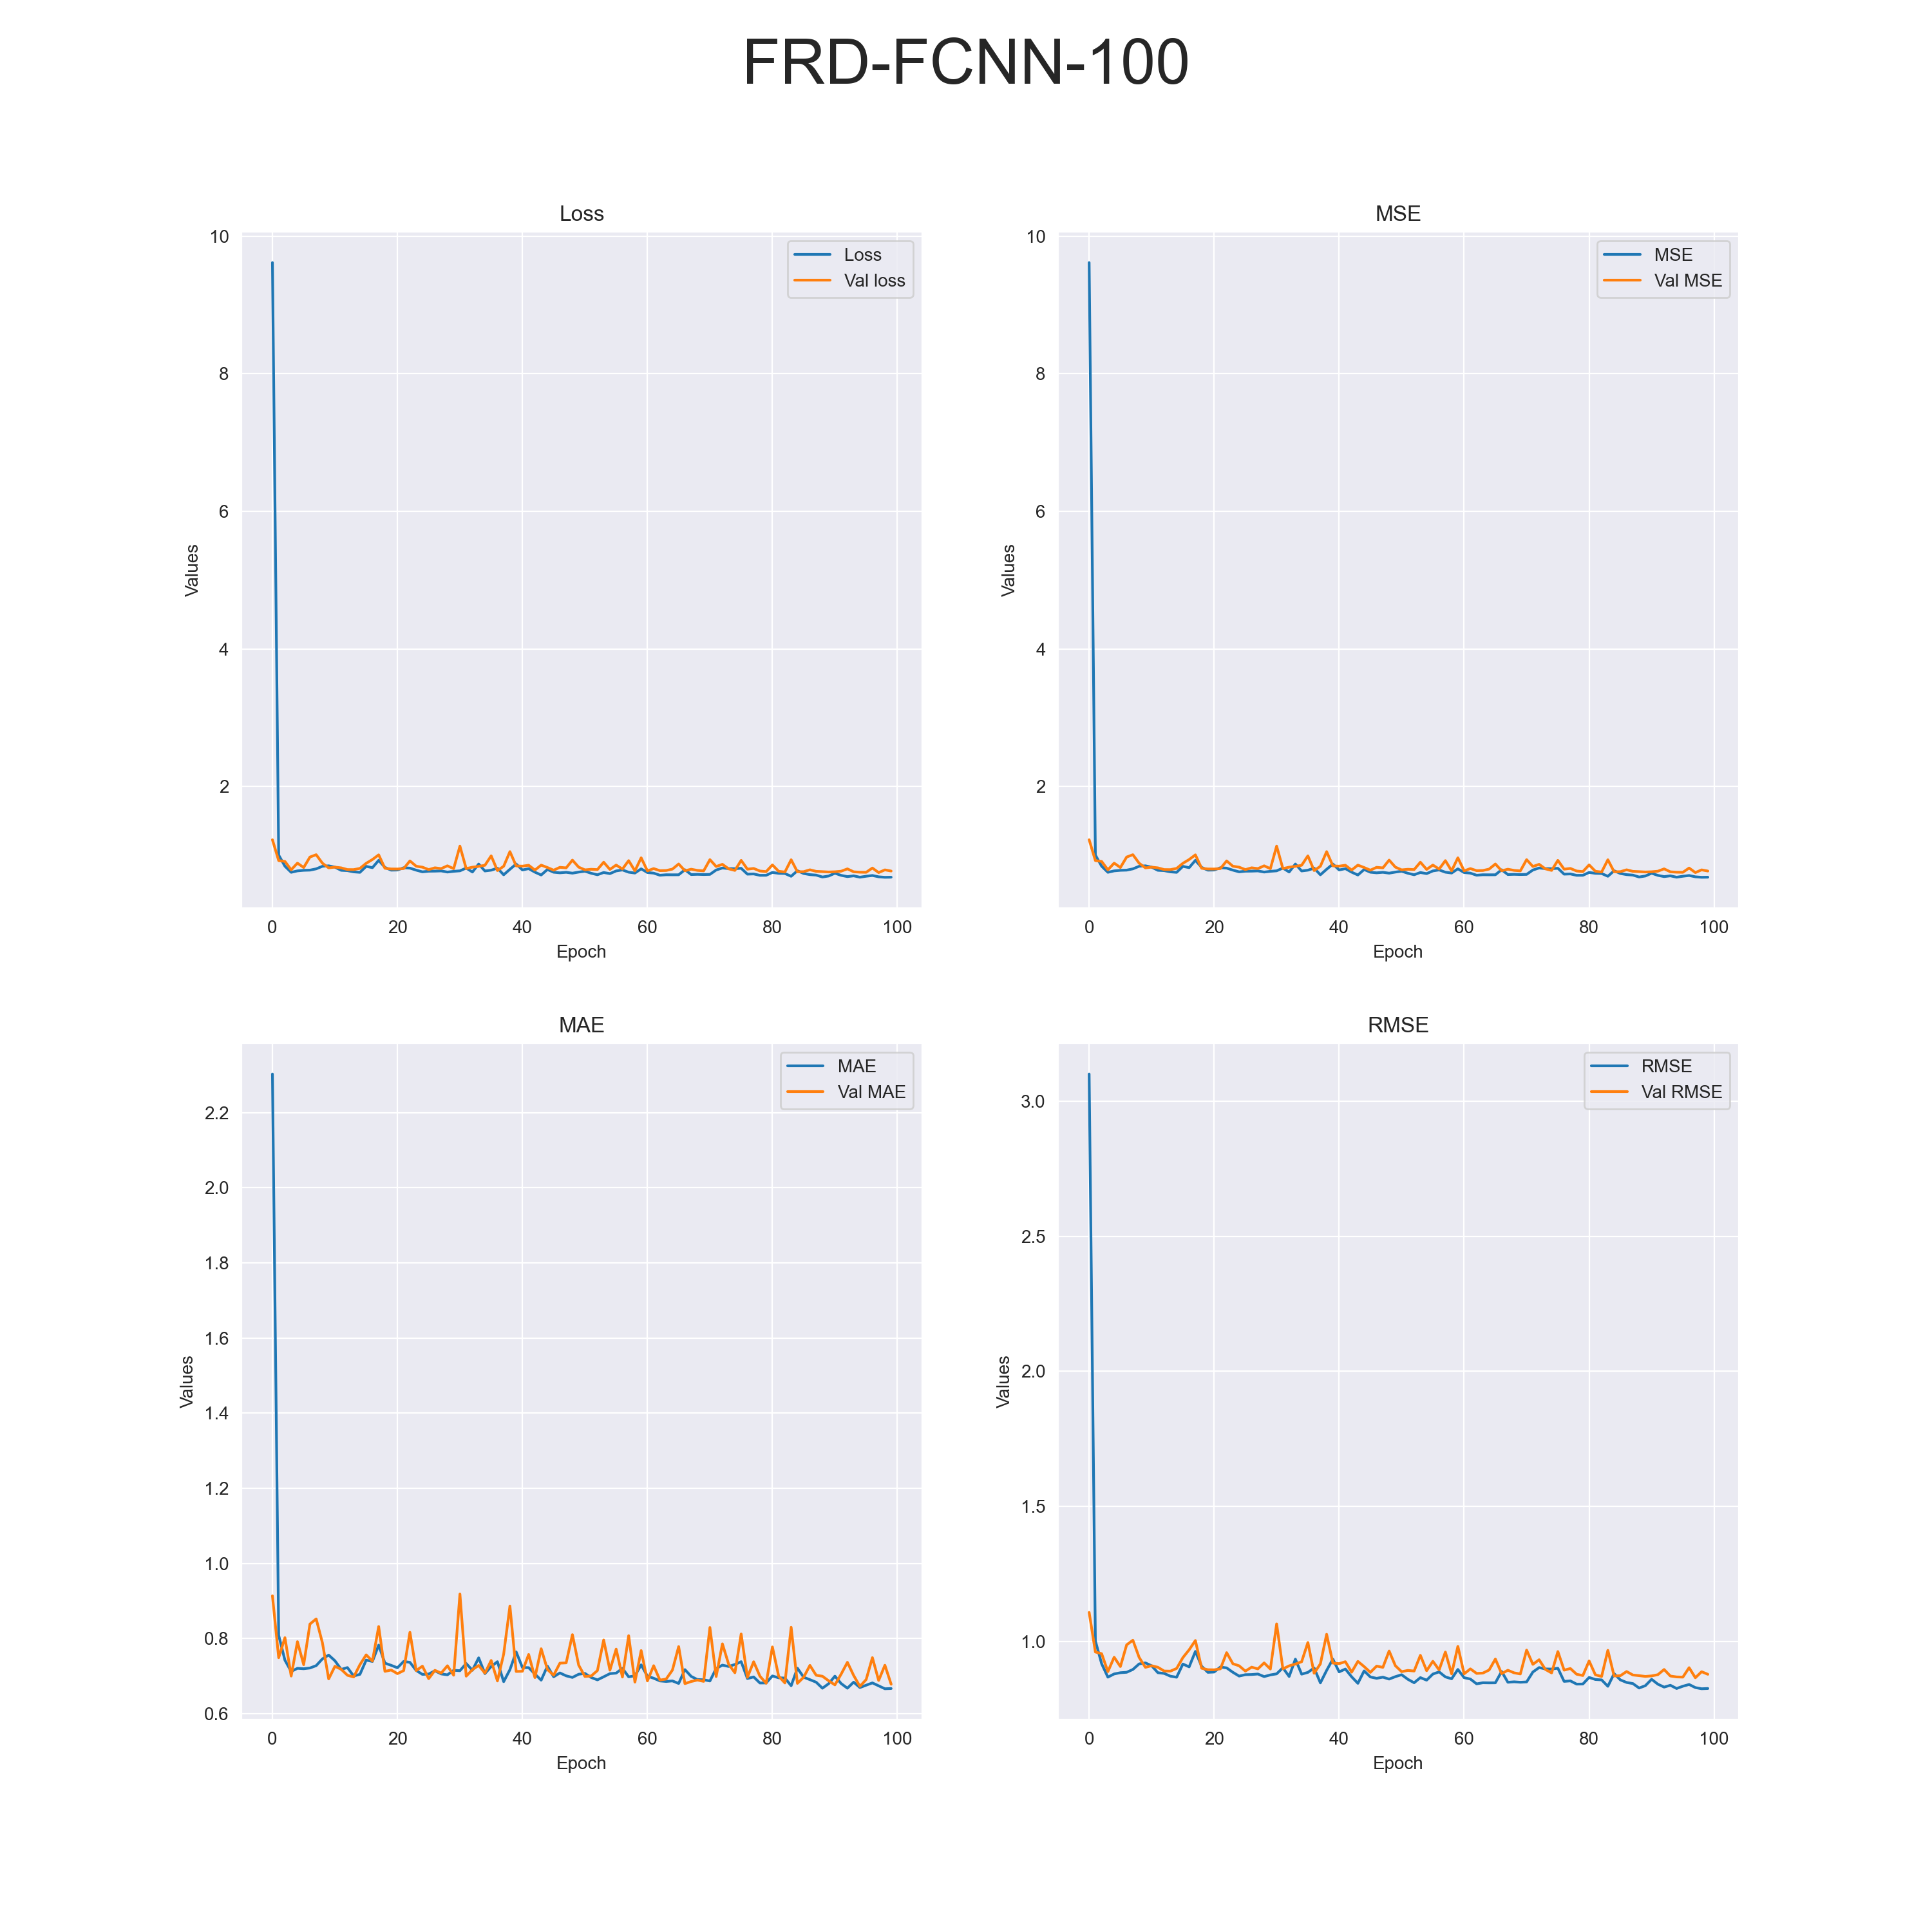 FRD-FCNN-100
Loss
10
8
6
4
2
Values
0 20 40 60 80 100
Epoch
Loss
Val loss
MSE
10
8
6
4
2
Values
0 20 40 60 80 100
Epoch
MSE
Val MSE
MAE
2.2
2.0
1.8
1.6
1.4
1.2
1.0
0.8
0.6
Values
0 20 40 60 80 100
Epoch
MAE
Val MAE
RMSE
3.0
2.5
2.0
1.5
1.0
Values
0 20 40 60 80 100
Epoch
RMSE
Val RMSE